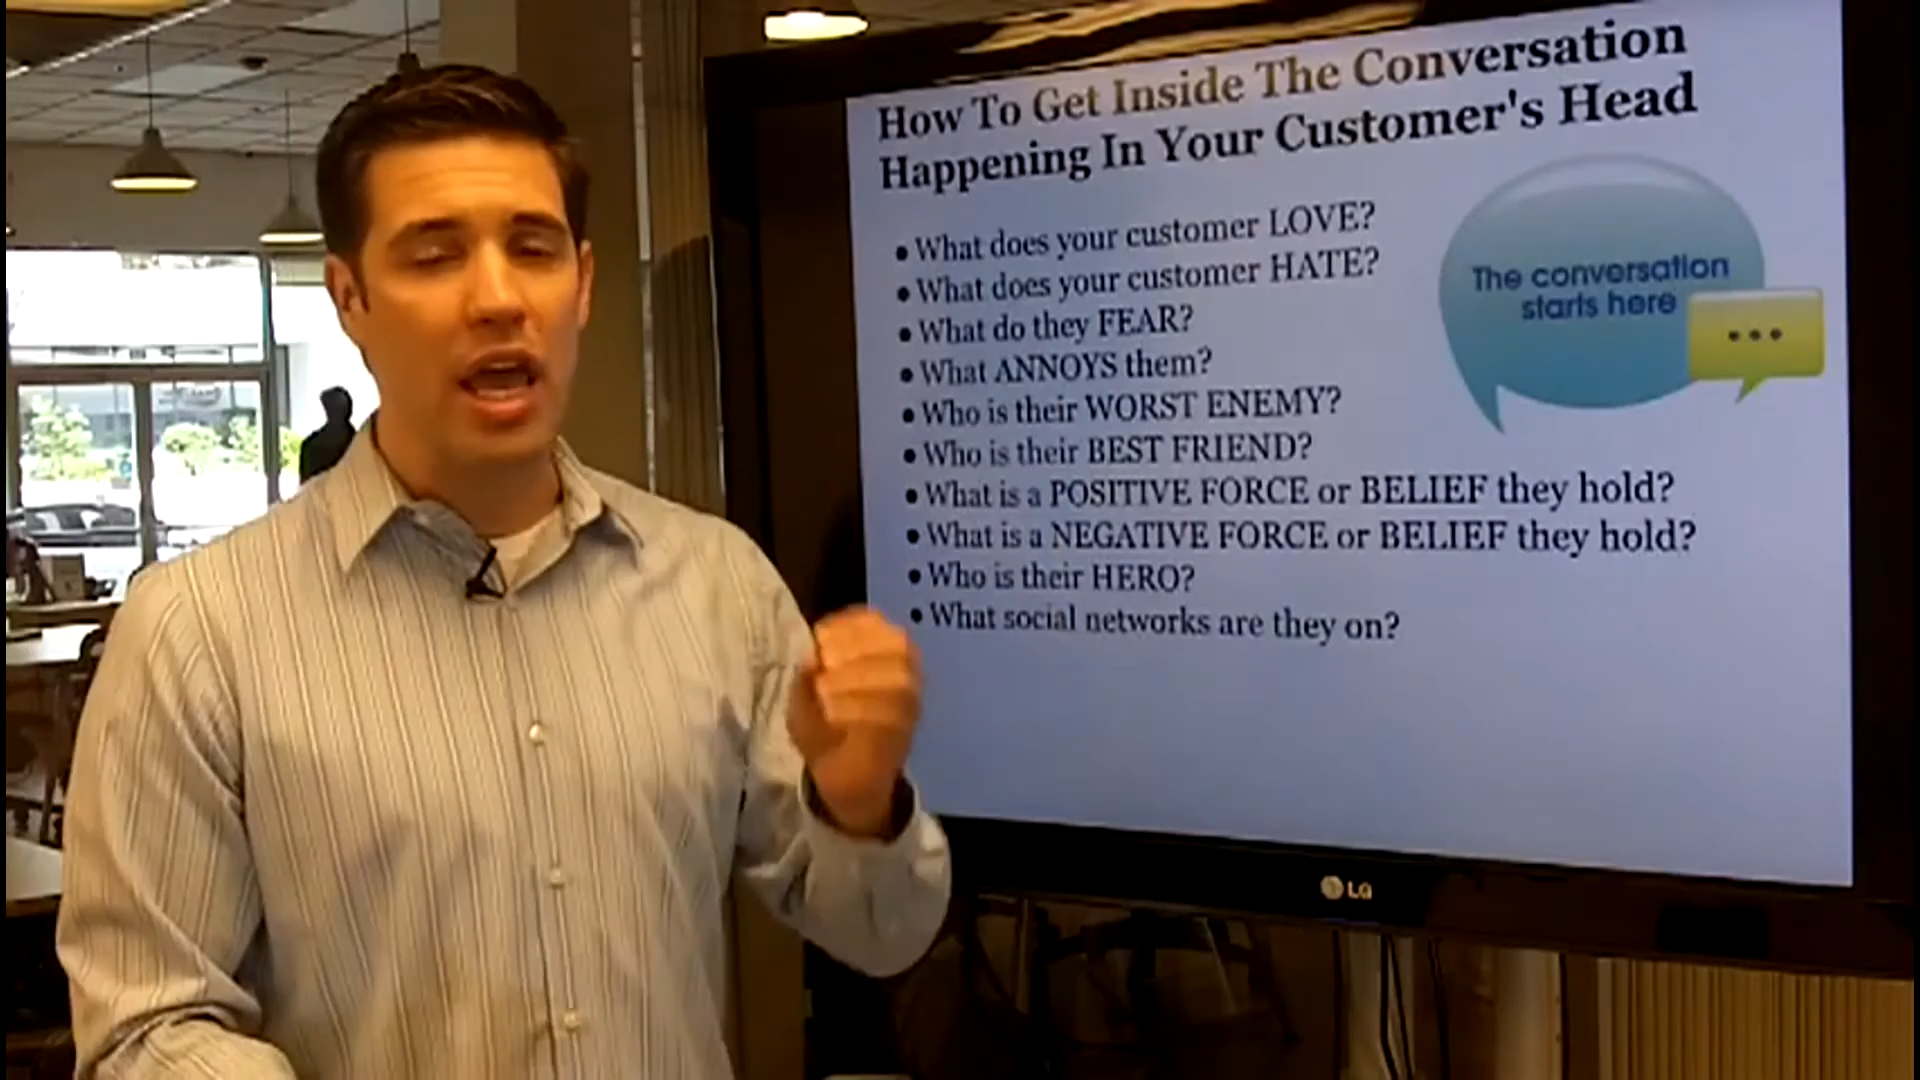 How To Get Inside The Conversation
Happening In Your Customer's Head
• What does your customer LOVE?
• What does your customer HATE?
• What do they FEAR?
• What ANNOYS them?
• Who is their WORST ENEMY?
• Who is their BEST FRIEND?
• What is a POSITIVE FORCE or BELIEF they hold?
• What is a NEGATIVE FORCE or BELIEF they hold?
• Who is their HERO?
• What social networks are they on?
The conversation
starts here
LG